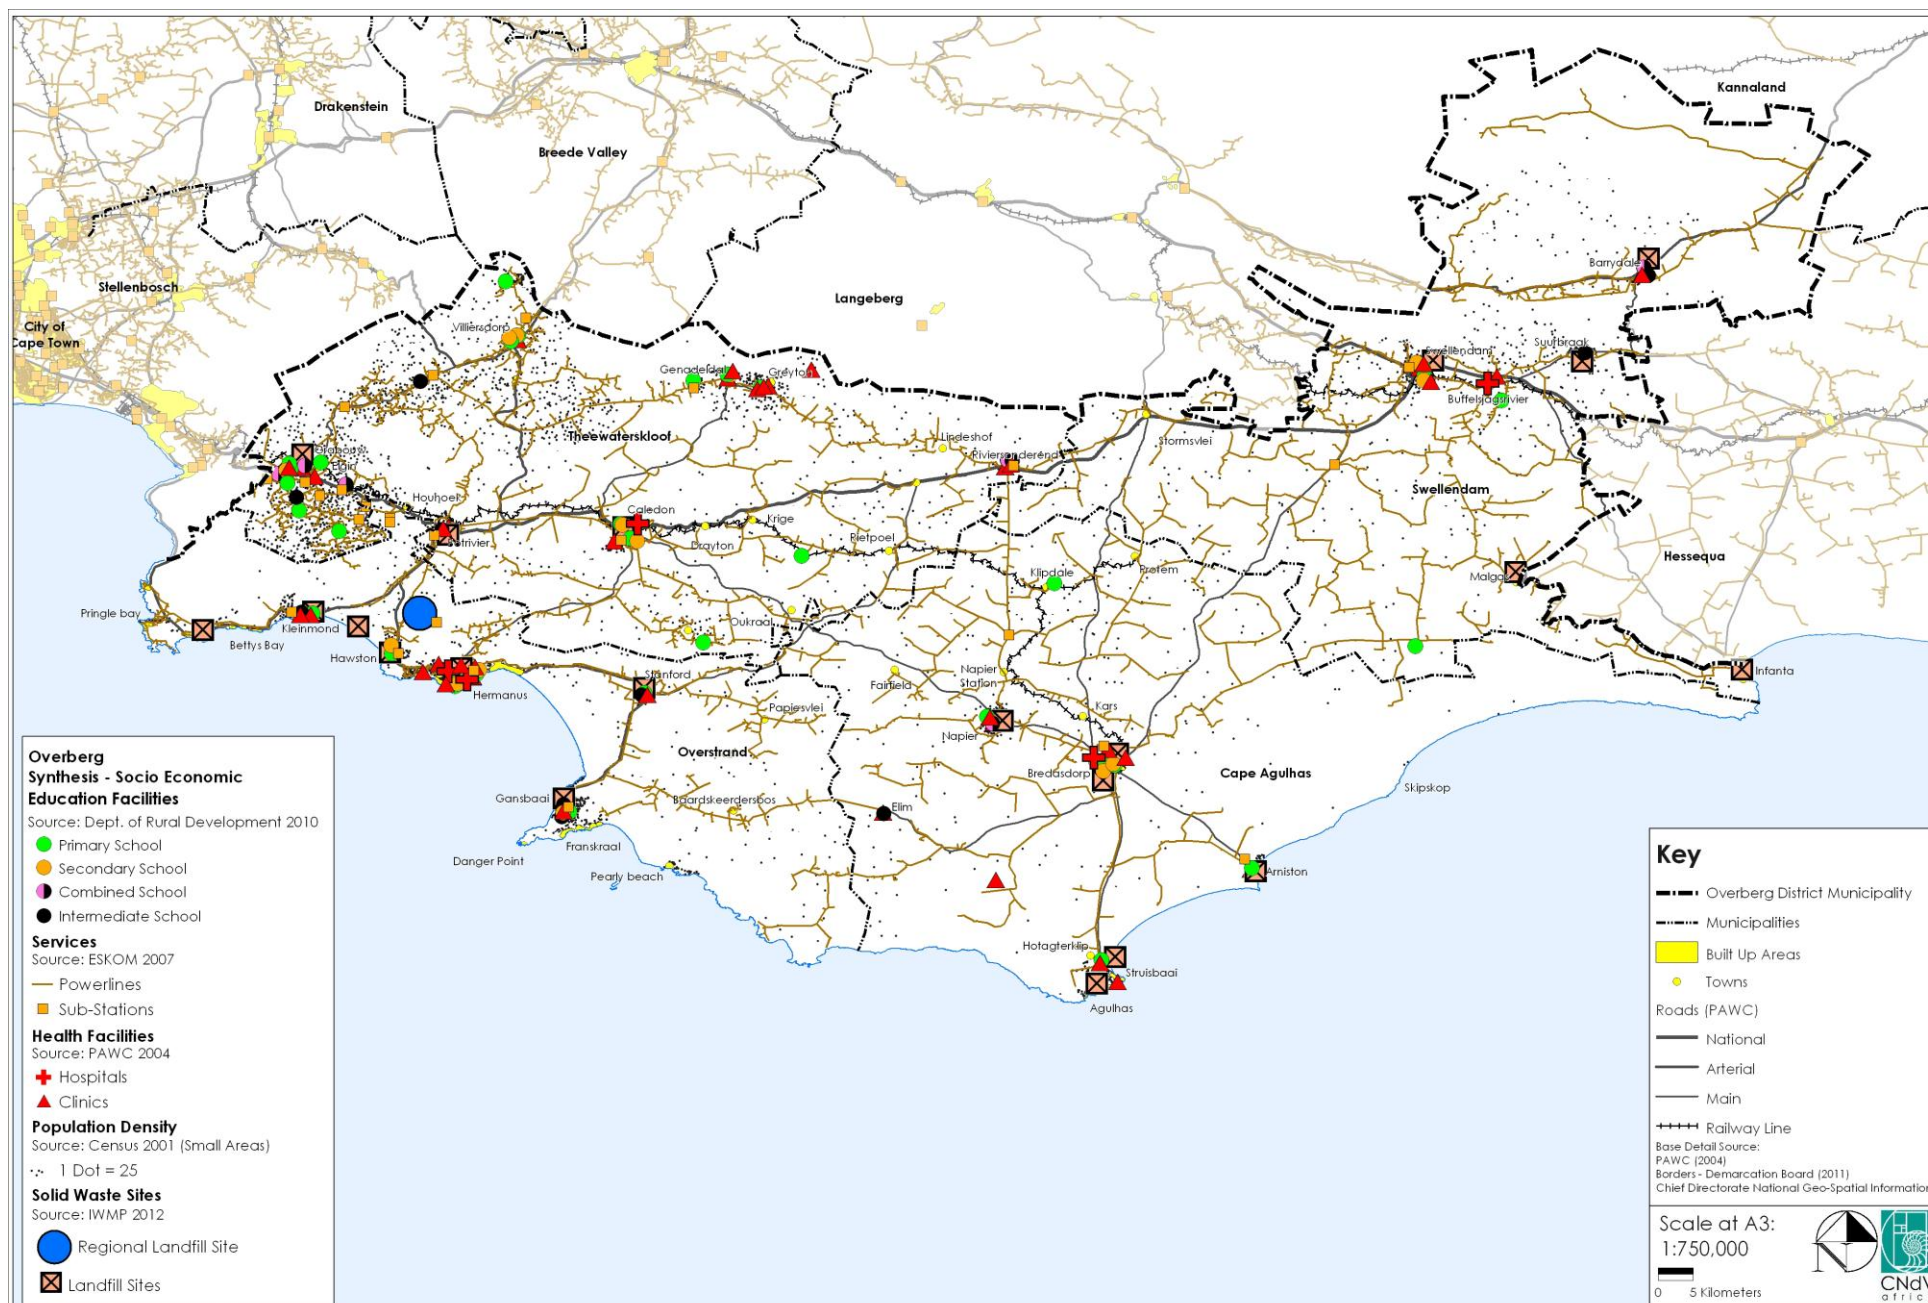 Kannaland
Drakenstein
Breede Valley
Barrydale
Stellenbosch
Langeberg
City of
Cape Town
Villiersdorp
Swellendam
Suurbraak
Genadendal
Greyton
Buffelsjagsrivier
Theewaterskloof
Lindeshof
Stormsvlei
Riviersonderend
Grabouw
Elgin
Swellendam
Houhoek
Caledon
Krige
Botrivier
Drayton
Rietpoel
Hessequa
Klipdale
Protem
Malgas
Pringle bay
Kleinmond
Oukraal
Bettys Bay
Hawston
Napier
Station
Infanta
Stanford
Fairfield
Hermanus
Papiesvlei
Kars
Napier
Overstrand
Bredasdorp
Cape Agulhas
Skipskop
Gansbaai
Baardskeerdersbos
Elim
Franskraal
Danger Point
Pearly beach
Arniston
Hotagterklip
Struisbaai
Agulhas
Overberg
Synthesis - Socio Economic
Education Facilities
Source: Dept. of Rural Development 2010
Primary School
Secondary School
Combined School
Intermediate School
Services
Source: ESKOM 2007
Powerlines
Sub-Stations
Health Facilities
Source: PAWC 2004
Hospitals
Clinics
Population Density
Source: Census 2001 (Small Areas)
1 Dot = 25
Solid Waste Sites
Source: IWMP 2012
Regional Landfill Site
Landfill Sites
Key
Overberg District Municipality
Municipalities
Built Up Areas
Towns
Roads (PAWC)
National
Arterial
Main
Railway Line
Base Detail Source:
PAWC (2004)
Borders - Demarcation Board (2011)
Chief Directorate National Geo-Spatial Information
Scale at A3:
1:750,000
0 5 Kilometers
N
CNdV
africa